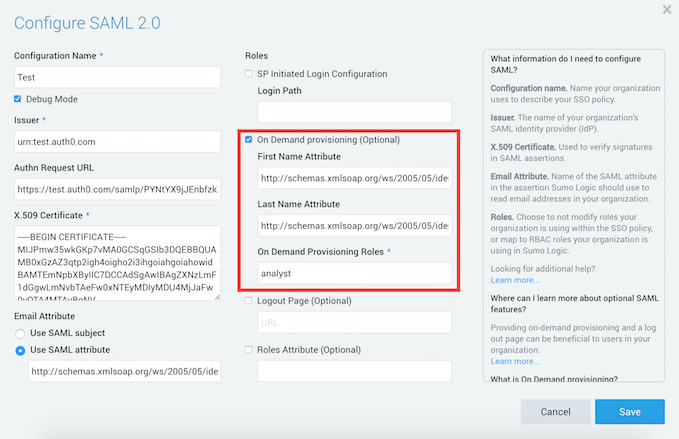 Configure SAML 2.0
Configuration Name *
Test
Debug Mode
Issuer *
urn:test.auth0.com
Authn Request URL
https://test.auth0.com/samlp/PYNtYX9jJEnbfzk
X.509 Certificate *
-----BEGIN CERTIFICATE-----
MIJPmw35wkGKp7vMA0GCSqGSIb3DQEBBQUA
MB0xGzAZ3qtp2igh4oigho2i3ihgoiahgoiahowid
BAMTEmNpbXByIIC7DCCAdSgAwIBAgZXNzLmF
1dGgwLmNvbTAeFw0xNTEyMDIyMDU4MjJaFw
Email Attribute
Use SAML subject
Use SAML attribute
http://schemas.xmlsoap.org/ws/2005/05/ide
Roles
SP Initiated Login Configuration
Login Path
On Demand provisioning (Optional)
First Name Attribute
http://schemas.xmlsoap.org/ws/2005/05/ide
Last Name Attribute
http://schemas.xmlsoap.org/ws/2005/05/ide
On Demand Provisioning Roles *
analyst
Logout Page (Optional)
URL
Roles Attribute (Optional)
What information do I need to configure
SAML?
Configuration name. Name your organization
uses to describe your SSO policy.
Issuer. The name of your organization's
SAML identity provider (IdP).
X.509 Certificate. Used to verify signatures
in SAML assertions.
Email Attribute. Name of the SAML attribute
in the assertion Sumo Logic should use to
read email addresses in your organization.
Roles. Choose to not modify roles your
organization is using within the SSO policy,
or map to RBAC roles your organization is
using in Sumo Logic.
Looking for additional help?
Learn more...
Where can I learn more about optional SAML
features?
Providing on-demand provisioning and a log
out page can be beneficial to users in your
organization.
Learn more...
What is On Demand provisioning?
Cancel
Save